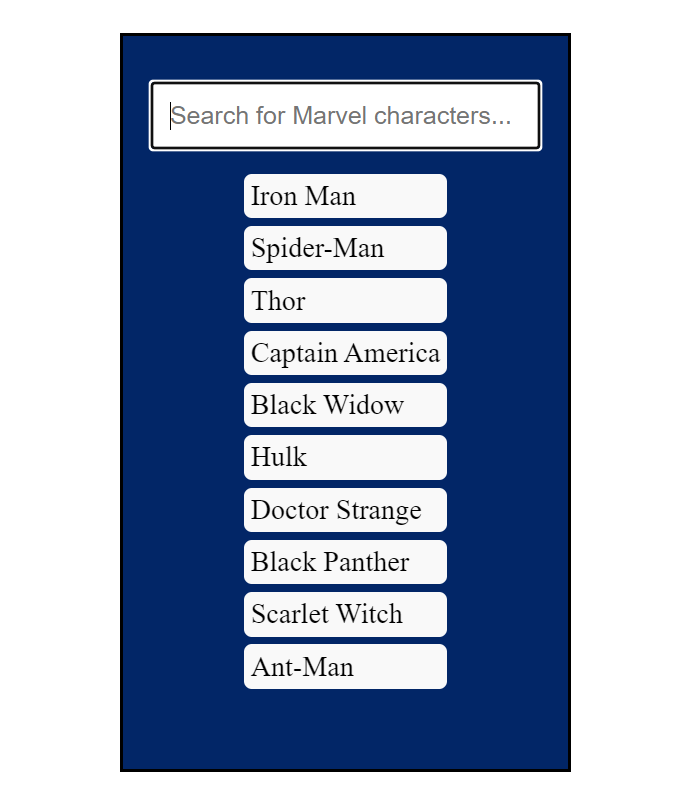 Search for Marvel characters...
Iron Man
Spider-Man
Thor
Captain America
Black Widow
Hulk
Doctor Strange
Black Panther
Scarlet Witch
Ant-Man